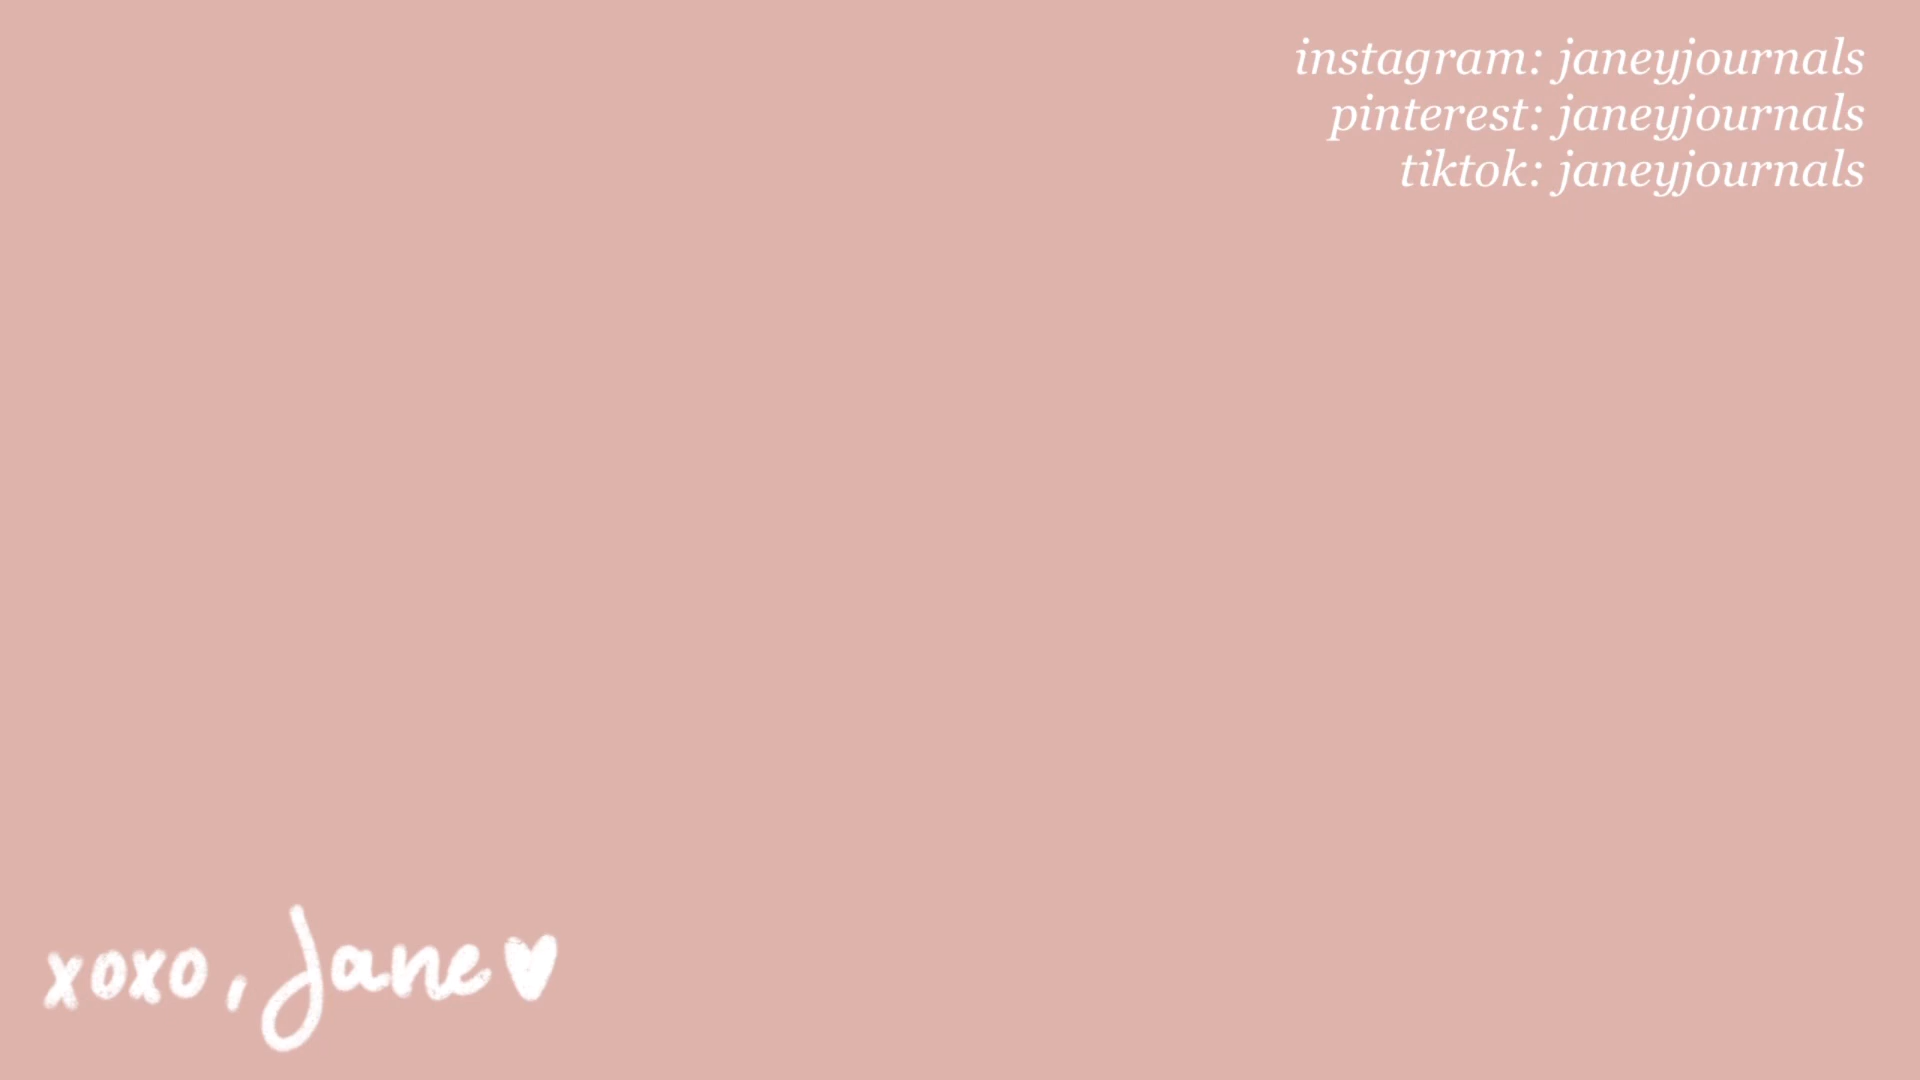 instagram: janeyjournals
pinterest: janeyjournals
tiktok: janeyjournals
xoxo, Jane♥